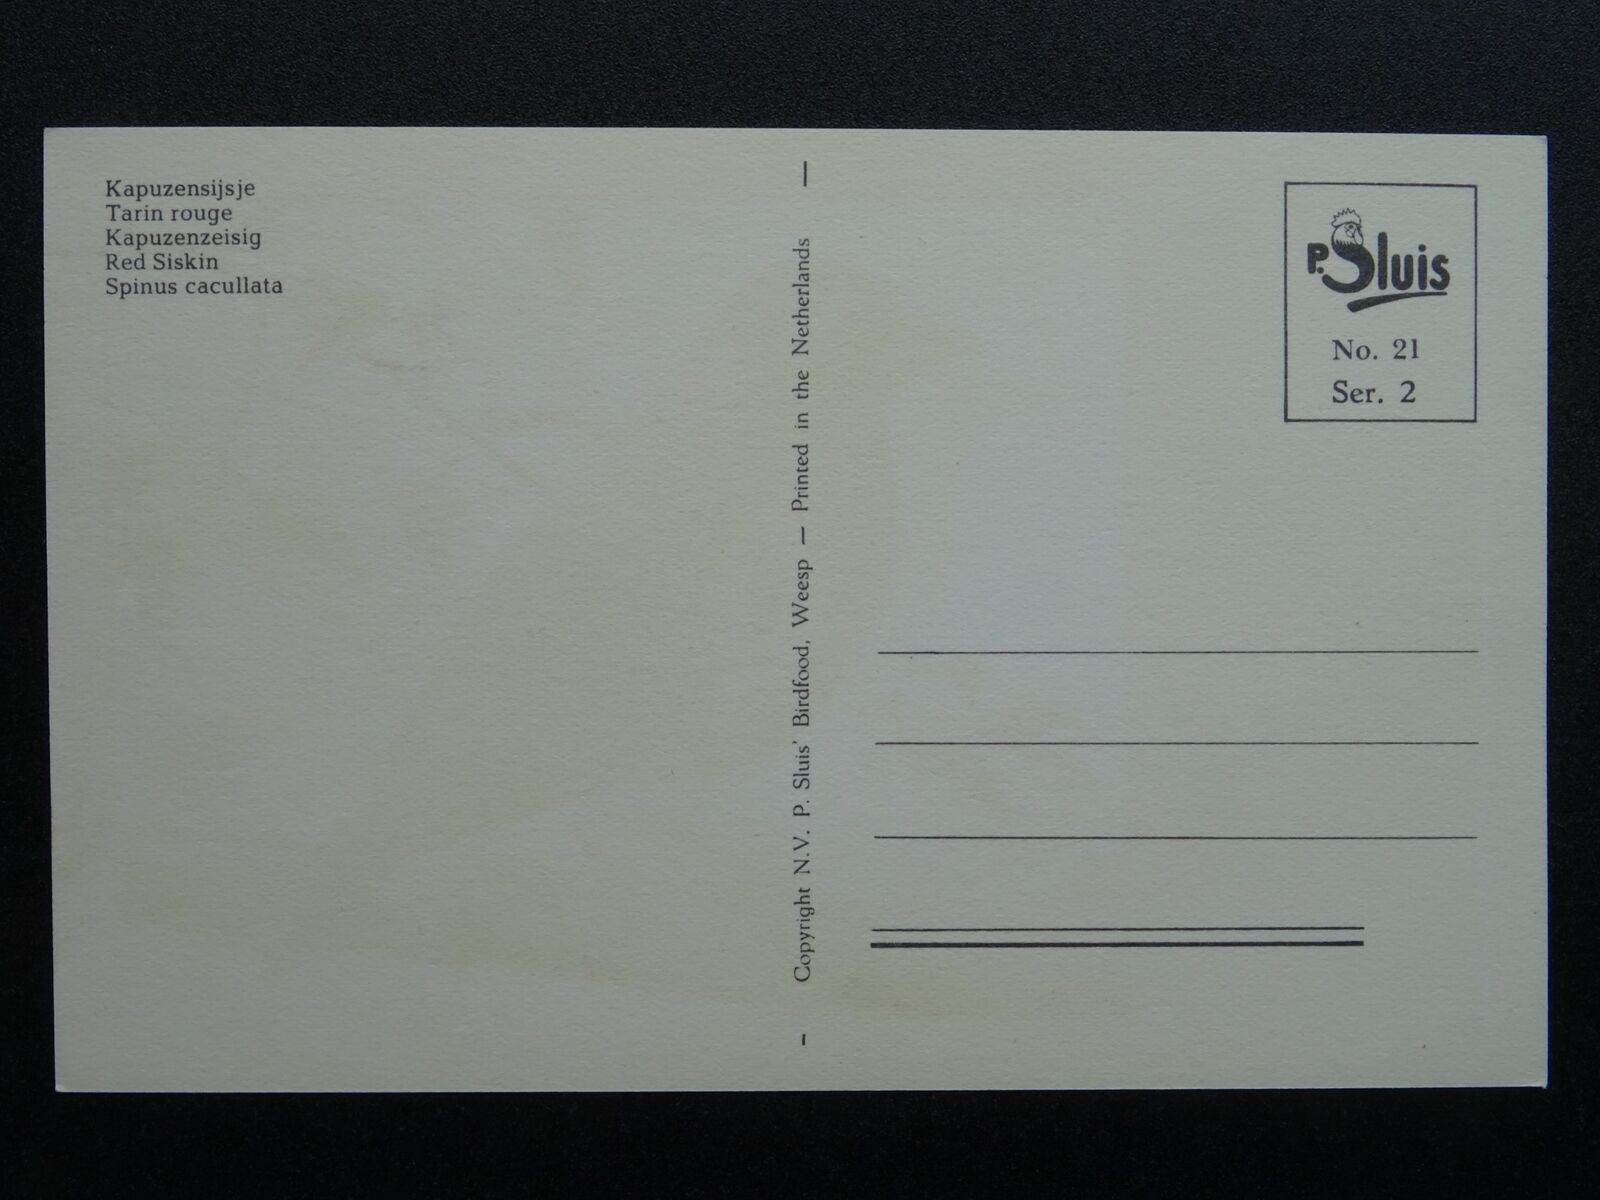 Kapuzensijsje
Tarin rouge
Kapuzenzeisig
Red Siskin
Spinus cacullata
— Copyright N.V. P. Sluis' Birdfood, Weesp — Printed in the Netherlands —
P. Sluis
No. 21
Ser. 2